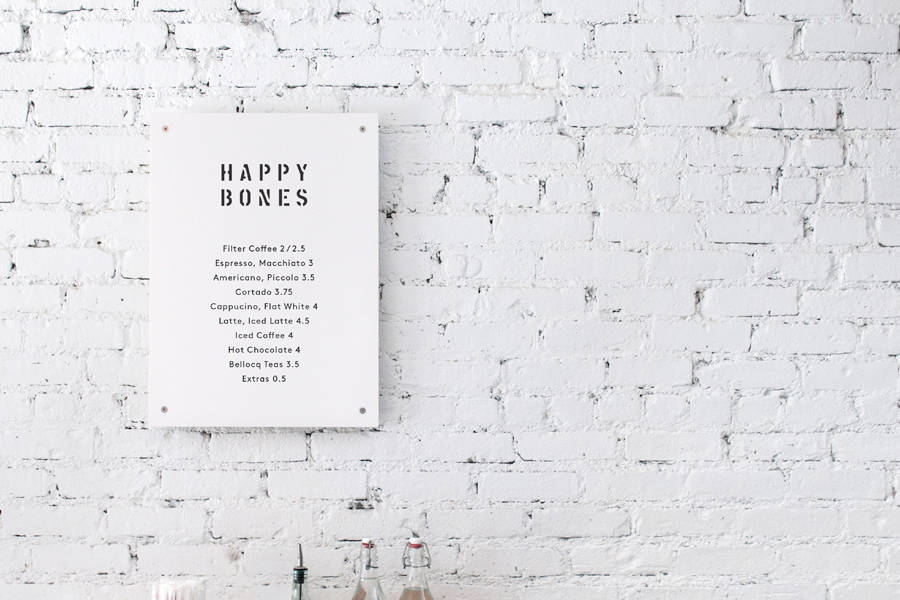 HAPPY
BONES
Filter Coffee 2/2.5
Espresso, Macchiato 3
Americano, Piccolo 3.5
Cortado 3.75
Cappucino, Flat White 4
Latte, Iced Latte 4.5
Iced Coffee 4
Hot Chocolate 4
Bellocq Teas 3.5
Extras 0.5